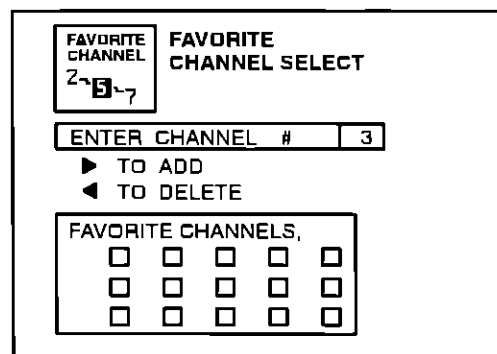 FAVORITE
CHANNEL
2 5 7
FAVORITE
CHANNEL SELECT
ENTER CHANNEL # 3
▶ TO ADD
◀ TO DELETE
FAVORITE CHANNELS,